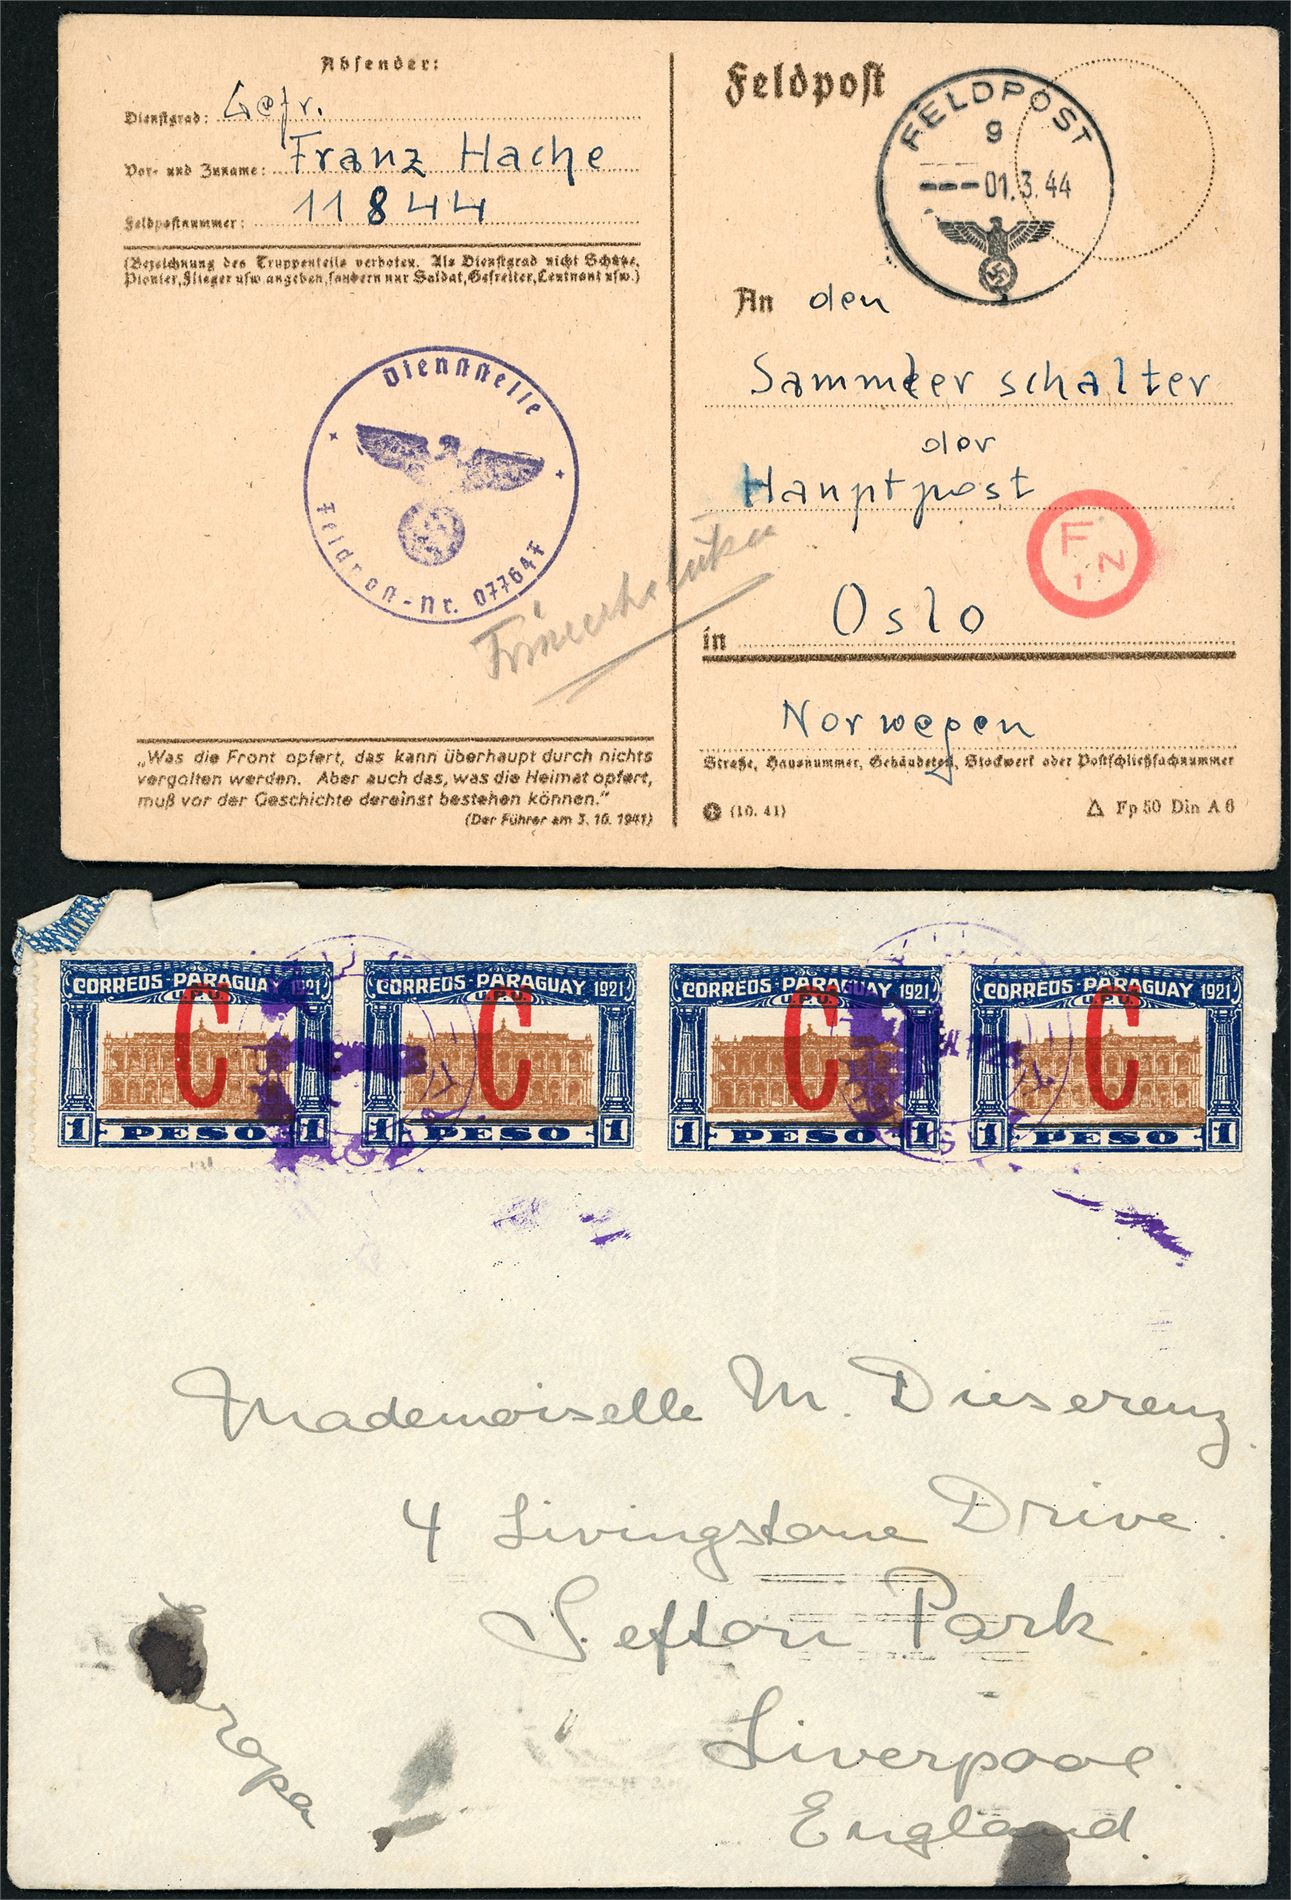 Absender:
Dienstgrad: Gefr.
Vor- und Zuname: Franz Hache
Feldpostnummer: 11844
(Bezeichnung des Truppenteils verboten. Als Dienstgrad nicht Schütze,
Pionier, Flieger usw angeben, sondern nur Soldat, Gefreiter, Leutnant usw.)
Dienststelle
Feldpost-Nr. 07764F
„Was die Front opfert, das kann überhaupt durch nichts
vergolten werden. Aber auch das, was die Heimat opfert,
muß vor der Geschichte dereinst bestehen können.“
(Der Führer am 3. 10. 1941)
Feldpost
FELDPOST
g
---01.3.44
An den
Sammlerschalter
der
Hauptpost
F N
1
in Oslo
Norwegen
Straße, Hausnummer, Gebäudeteil, Stockwerk oder Postschließfachnummer
(10. 41)
Fp 50 Din A 6
CORREOS PARAGUAY 1921
U.P.U.
C
1 PESO 1
CORREOS PARAGUAY 1921
U.P.U.
C
1 PESO 1
CORREOS PARAGUAY 1921
U.P.U.
C
1 PESO 1
CORREOS PARAGUAY 1921
U.P.U.
C
1 PESO 1
Mademoiselle M. Dieserenz.
4 Livingstone Drive.
Sefton Park
Liverpool.
England.
Europa